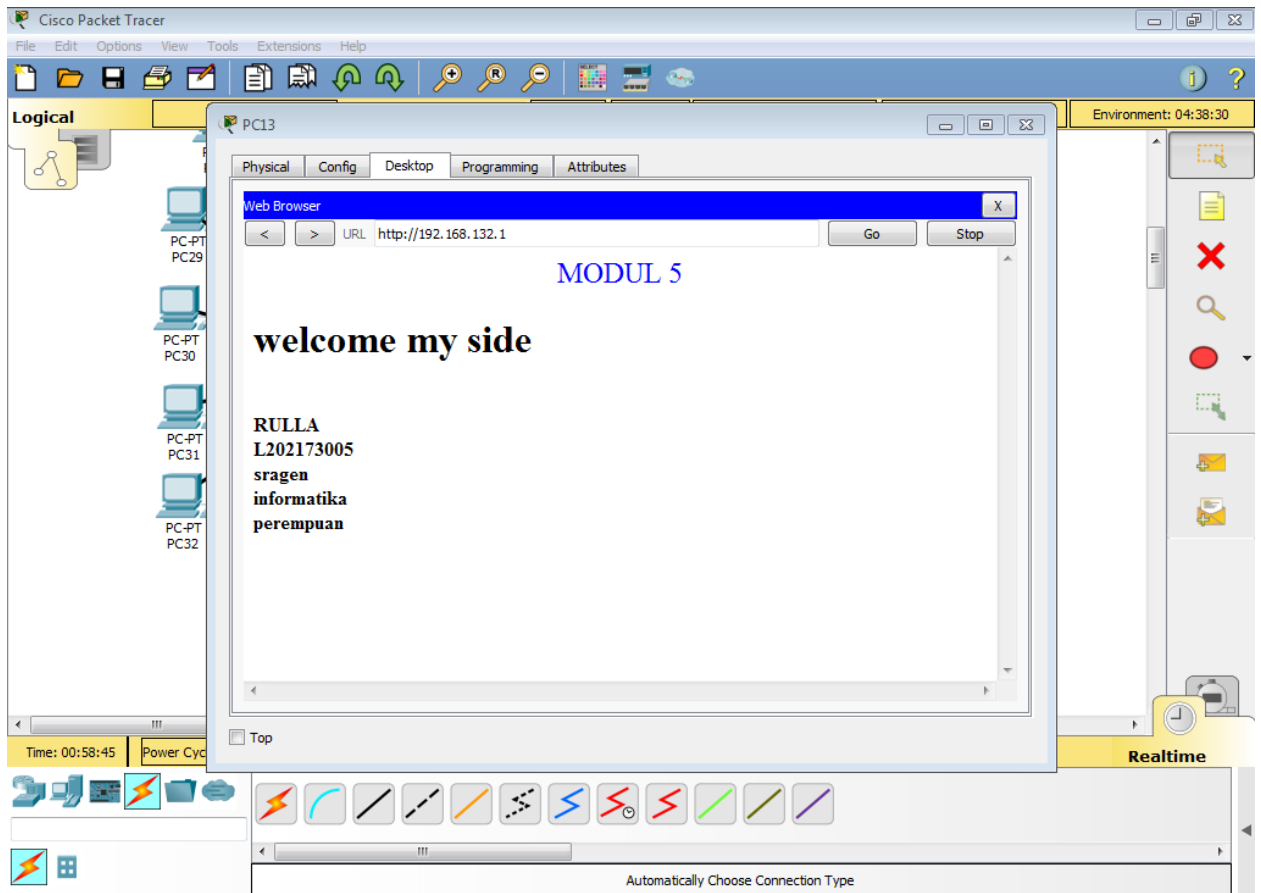 Cisco Packet Tracer
File Edit Options View Tools Extensions Help
Logical
Environment: 04:38:30
PC13
Physical Config Desktop Programming Attributes
Web Browser
X
< > URL http://192.168.132.1 Go Stop
MODUL 5
welcome my side
RULLA
L202173005
sragen
informatika
perempuan
PC-PT
PC29
PC-PT
PC30
PC-PT
PC31
PC-PT
PC32
Top
Time: 00:58:45 Power Cyc
Realtime
Automatically Choose Connection Type